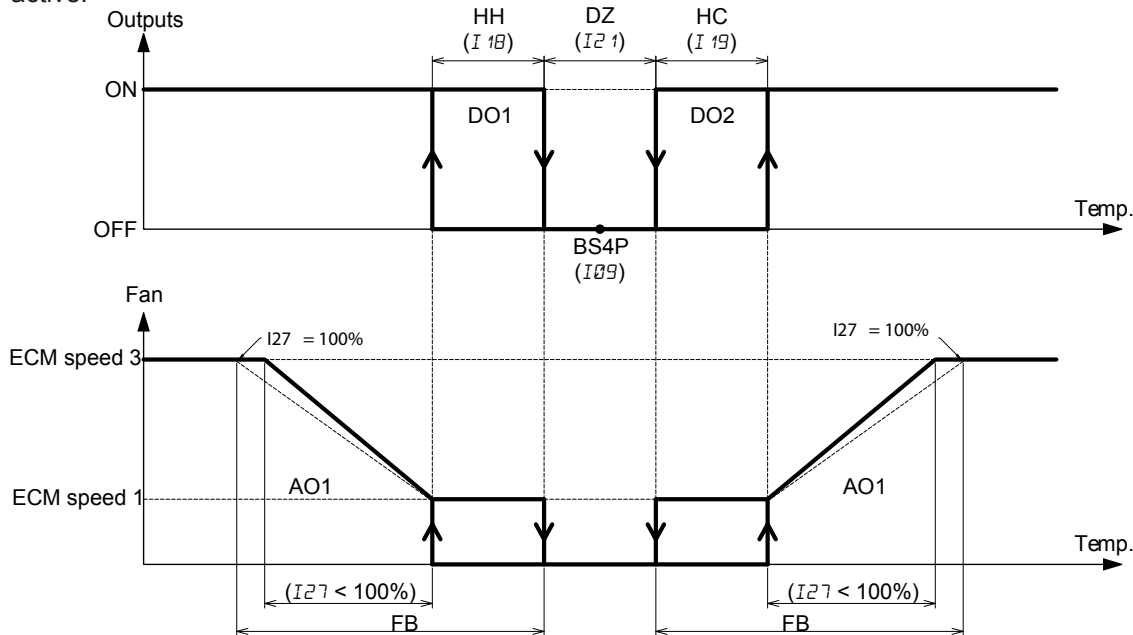 active.
Outputs
HH
DZ
HC
(I18)
(I21)
(I19)
ON
DO1
DO2
OFF
Temp.
BS4P
(I09)
Fan
I27 = 100%
I27 = 100%
ECM speed 3
ECM speed 1
AO1
AO1
Temp.
(I27 < 100%)
(I27 < 100%)
FB
FB